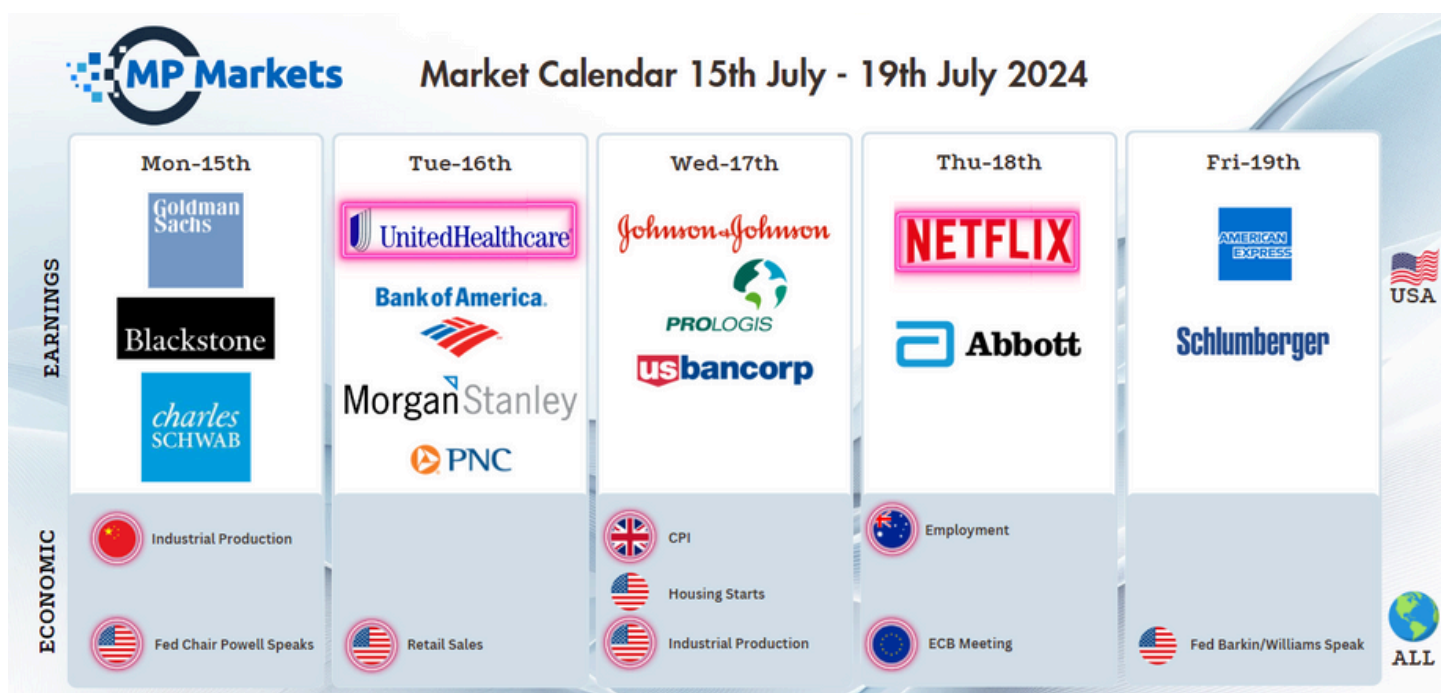 MP Markets
Market Calendar 15th July - 19th July 2024
Mon-15th
Tue-16th
Wed-17th
Thu-18th
Fri-19th
EARNINGS
Goldman
Sachs
Blackstone
charles
SCHWAB
UnitedHealthcare
Bank of America.
Morgan Stanley
PNC
Johnson & Johnson
PROLOGIS
usbancorp
NETFLIX
Abbott
AMERICAN
EXPRESS
Schlumberger
USA
ECONOMIC
Industrial Production
Fed Chair Powell Speaks
Retail Sales
CPI
Housing Starts
Industrial Production
Employment
ECB Meeting
Fed Barkin/Williams Speak
ALL